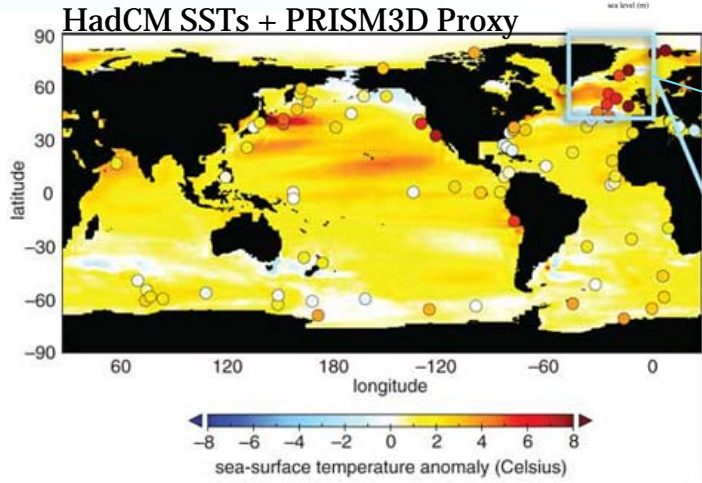 sea level (m)
HadCM SSTs + PRISM3D Proxy
90
60
30
0
−30
−60
−90
latitude
60 120 180 −120 −60 0
longitude
−8 −6 −4 −2 0 2 4 6 8
sea-surface temperature anomaly (Celsius)